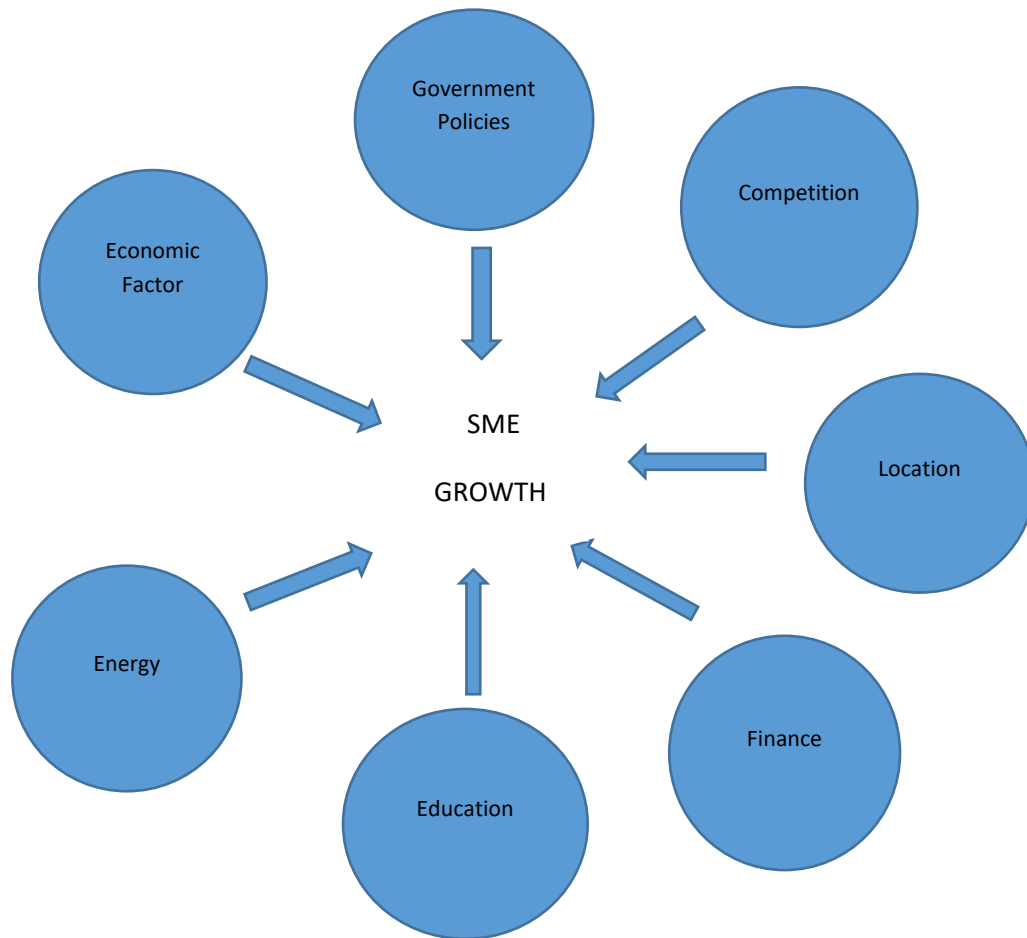 Government
Policies
Competition
Economic
Factor
SME
GROWTH
Location
Energy
Finance
Education